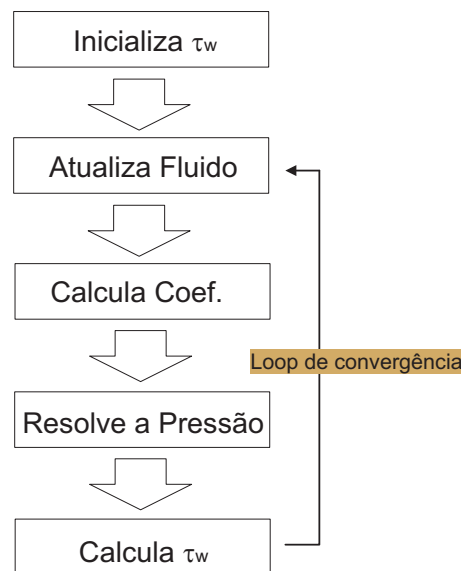 Inicializa τw
Atualiza Fluido
Calcula Coef.
Loop de convergência
Resolve a Pressão
Calcula τw